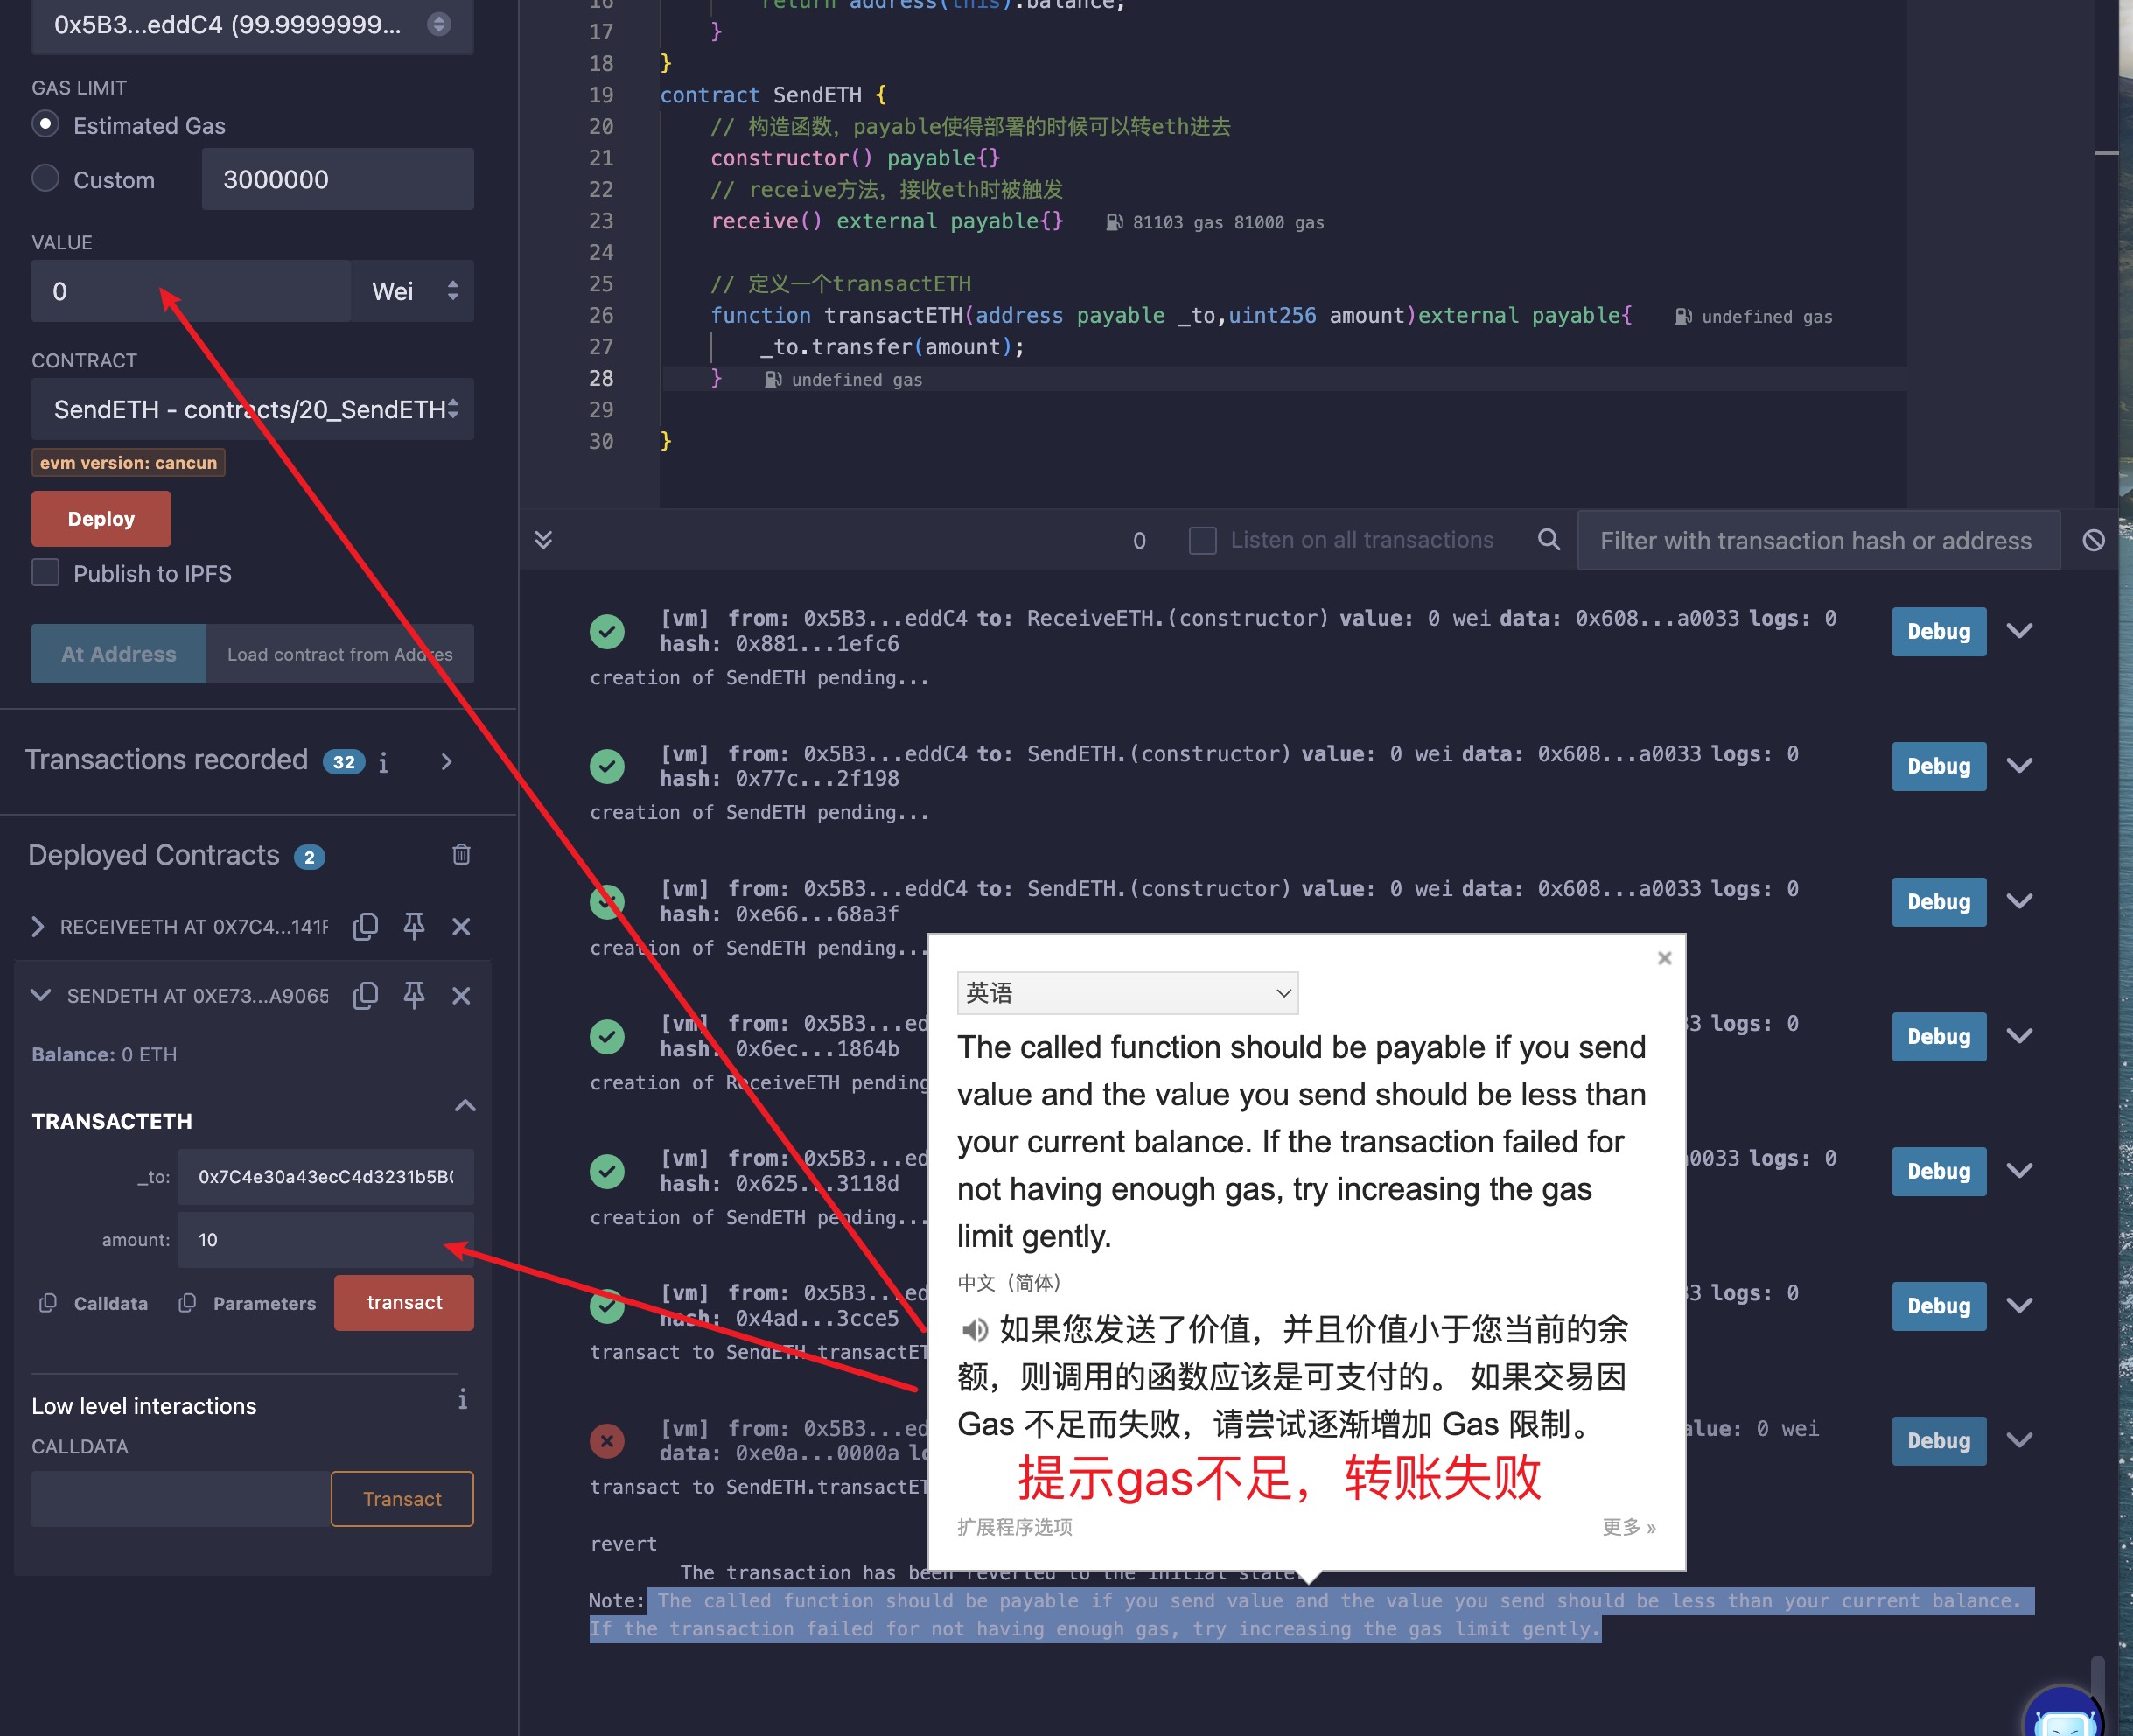 0x5B3...eddC4 (99.9999999...
GAS LIMIT
Estimated Gas
Custom
3000000
VALUE
0
Wei
CONTRACT
SendETH - contracts/20_SendETH
evm version: cancun
Deploy
Publish to IPFS
At Address
Load contract from Addres
Transactions recorded 32 i
Deployed Contracts 2
RECEIVEETH AT 0X7C4...141F
SENDETH AT 0XE73...A9065
Balance: 0 ETH
TRANSACTETH
_to: 0x7C4e30a43ecC4d3231b5B(
amount: 10
Calldata
Parameters
transact
Low level interactions i
CALLDATA
Transact
16 return address(this).balance;
17 }
18 }
19 contract SendETH {
20 // 构造函数，payable使得部署的时候可以转eth进去
21 constructor() payable{}
22 // receive方法，接收eth时被触发
23 receive() external payable{} 81103 gas 81000 gas
24
25 // 定义一个transactETH
26 function transactETH(address payable _to,uint256 amount)external payable{ undefined gas
27 _to.transfer(amount);
28 } undefined gas
29
30 }
0
Listen on all transactions
Filter with transaction hash or address
[vm] from: 0x5B3...eddC4 to: ReceiveETH.(constructor) value: 0 wei data: 0x608...a0033 logs: 0
hash: 0x881...1efc6
Debug
creation of SendETH pending...
[vm] from: 0x5B3...eddC4 to: SendETH.(constructor) value: 0 wei data: 0x608...a0033 logs: 0
hash: 0x77c...2f198
Debug
creation of SendETH pending...
[vm] from: 0x5B3...eddC4 to: SendETH.(constructor) value: 0 wei data: 0x608...a0033 logs: 0
hash: 0xe66...68a3f
Debug
creation of SendETH pending...
[vm] from: 0x5B3...ed
33 logs: 0
hash: 0x6ec...1864b
Debug
creation of ReceiveETH pending
[vm] from: 0x5B3...ed
a0033 logs: 0
hash: 0x625...3118d
Debug
creation of SendETH pending...
[vm] from: 0x5B3...ed
33 logs: 0
hash: 0x4ad...3cce5
Debug
transact to SendETH.transactET
[vm] from: 0x5B3...ed
value: 0 wei
data: 0xe0a...0000a lo
Debug
transact to SendETH.transactET
revert
The transaction has been reverted to the initial state.
Note: The called function should be payable if you send value and the value you send should be less than your current balance.
If the transaction failed for not having enough gas, try increasing the gas limit gently.
英语
The called function should be payable if you send
value and the value you send should be less than
your current balance. If the transaction failed for
not having enough gas, try increasing the gas
limit gently.
中文（简体）
如果您发送了价值，并且价值小于您当前的余
额，则调用的函数应该是可支付的。 如果交易因
Gas 不足而失败，请尝试逐渐增加 Gas 限制。
提示gas不足，转账失败
扩展程序选项
更多 »